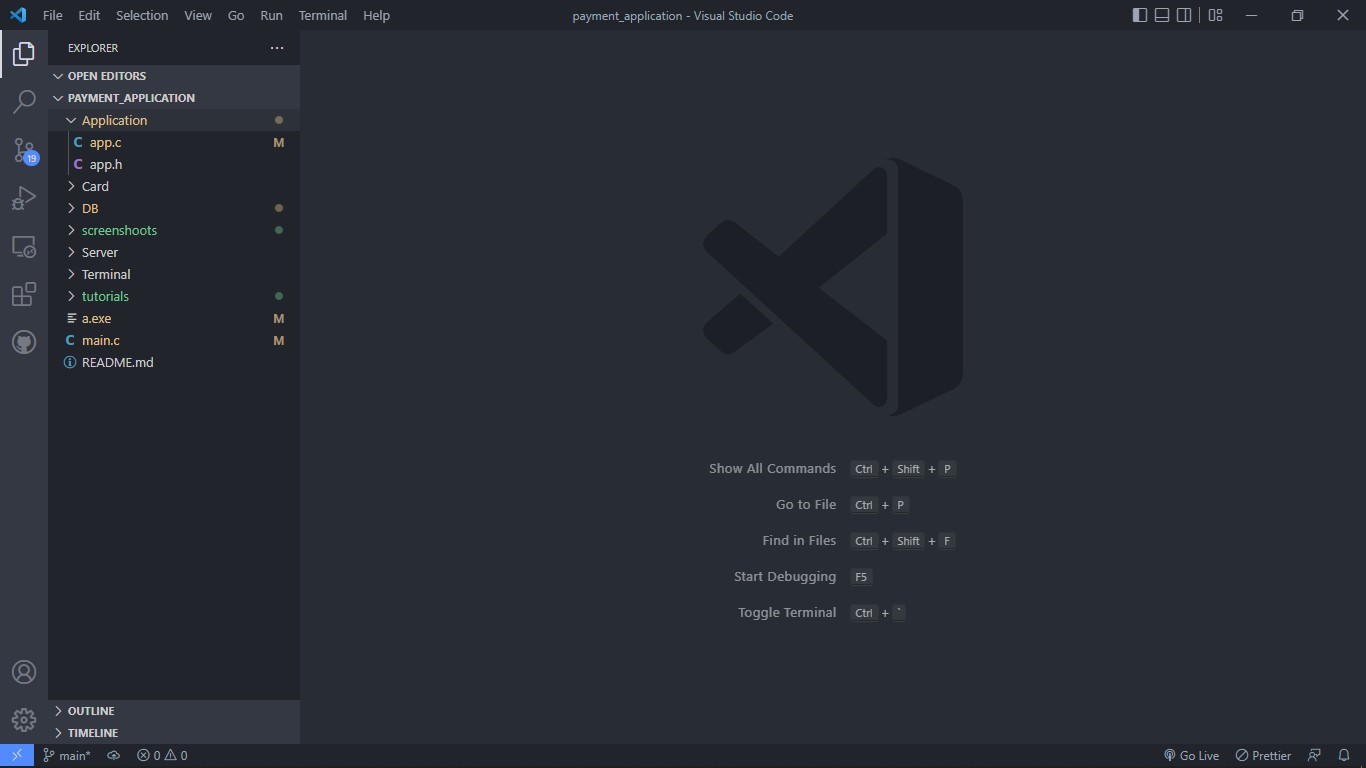 File Edit Selection View Go Run Terminal Help payment_application - Visual Studio Code
EXPLORER
OPEN EDITORS
PAYMENT_APPLICATION
Application
C app.c M
C app.h
Card
DB
19
screenshoots
Server
Terminal
tutorials
a.exe M
C main.c M
README.md
Show All Commands Ctrl + Shift + P
Go to File Ctrl + P
Find in Files Ctrl + Shift + F
Start Debugging F5
Toggle Terminal Ctrl + `
OUTLINE
TIMELINE
main* 0 0 Go Live Prettier